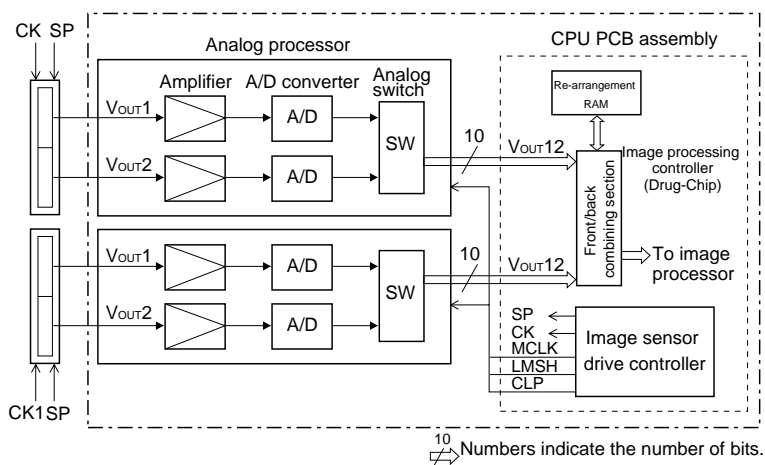 CK SP
Analog processor
CPU PCB assembly
Amplifier
A/D converter
Analog
switch
Re-arrangement
RAM
VOUT1
A/D
SW
10
VOUT12
VOUT2
A/D
Image processing
controller
(Drug-Chip)
Front/back
combining section
VOUT1
A/D
SW
10
VOUT12
To image
processor
VOUT2
A/D
SP
CK
MCLK
LMSH
CLP
Image sensor
drive controller
CK1 SP
10
Numbers indicate the number of bits.